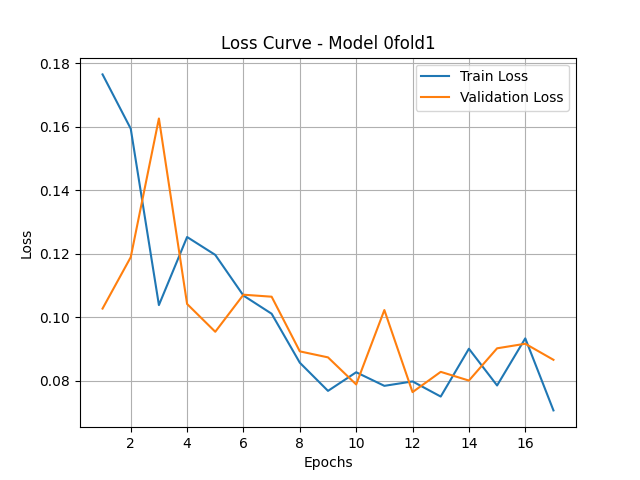 Loss Curve - Model 0fold1
Train Loss
Validation Loss
0.18
0.16
0.14
0.12
0.10
0.08
Loss
2 4 6 8 10 12 14 16
Epochs